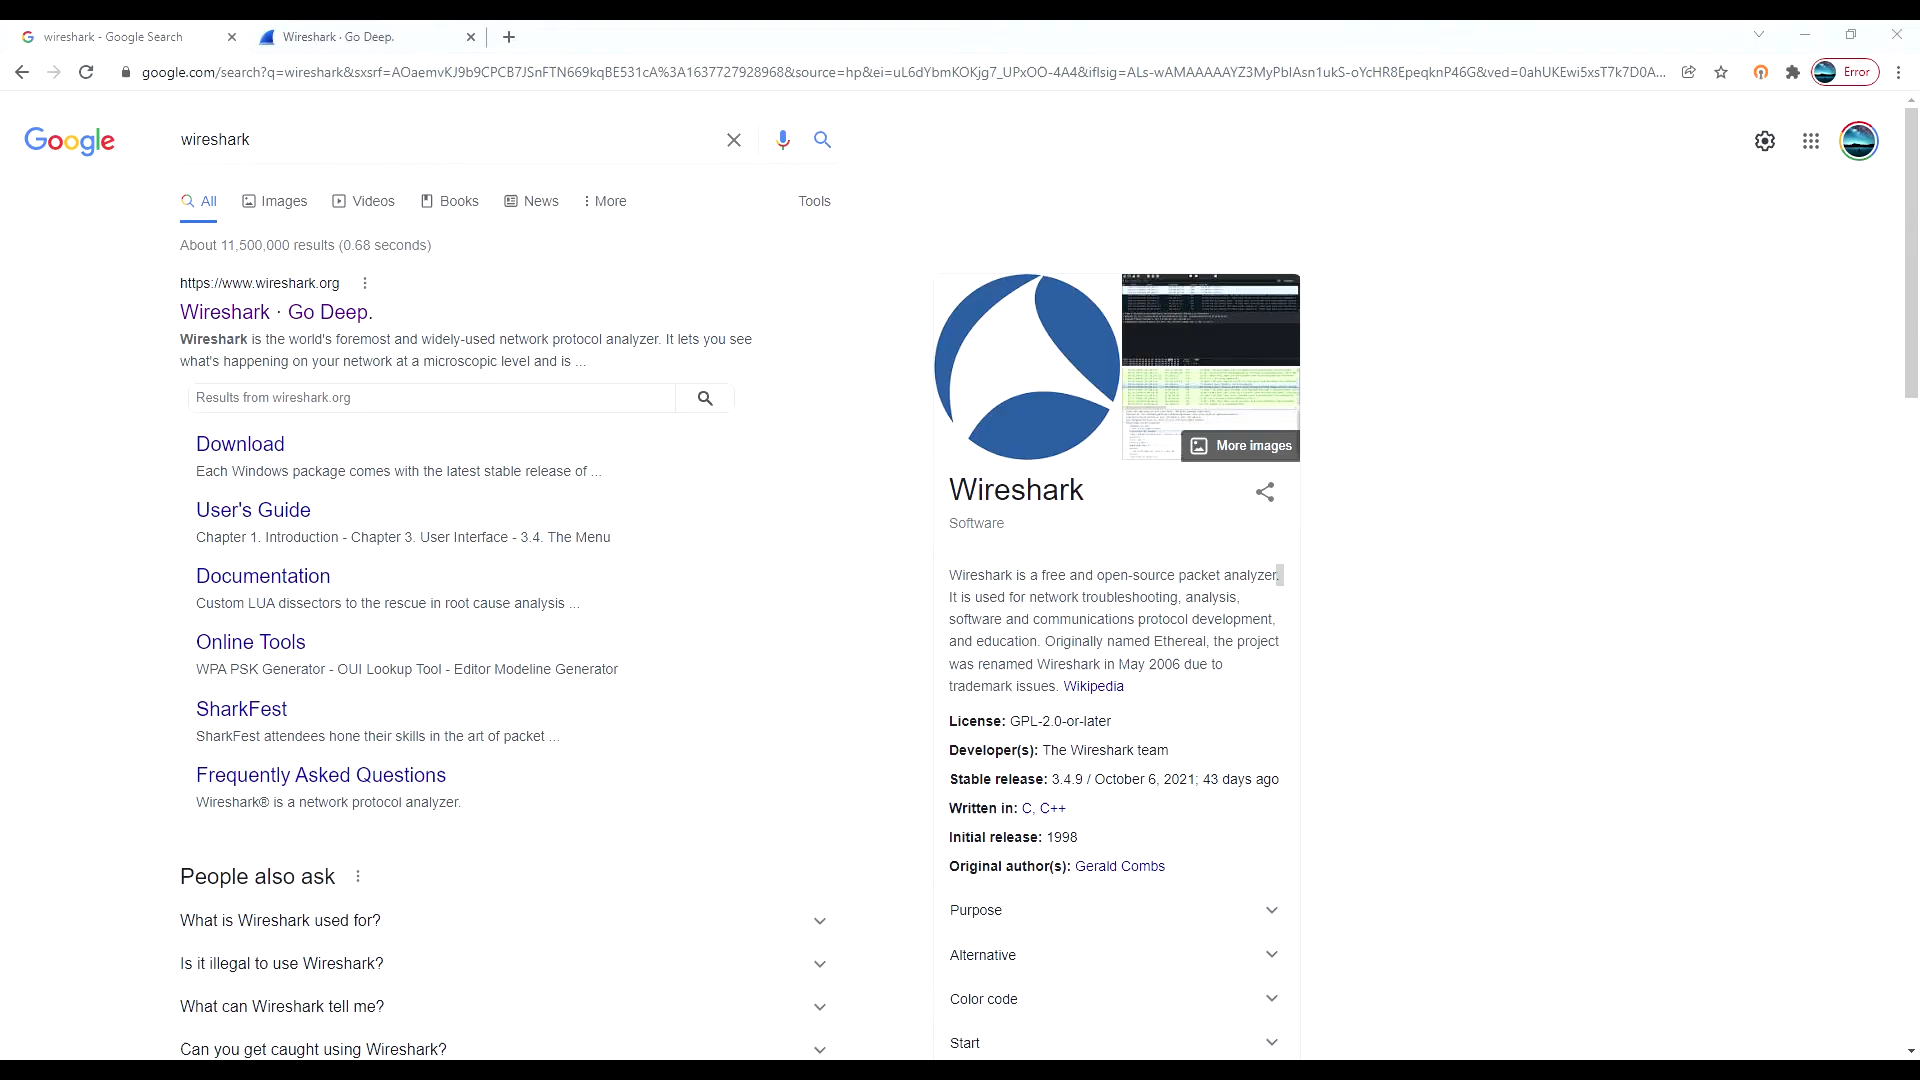 wireshark - Google Search
Wireshark · Go Deep.
google.com/search?q=wireshark&sxsrf=AOaemvKJ9b9CPCB7JSnFTN669kqBE531cA%3A1637727928968&source=hp&ei=uL6dYbmKOKjg7_UPxOO-4A4&iflsig=ALs-wAMAAAAAYZ3MyPbIAsn1ukS-oYcHR8EpeqknP46G&ved=0ahUKEwi5xsT7k7D0A...
Error
Google
wireshark
All
Images
Videos
Books
News
More
Tools
About 11,500,000 results (0.68 seconds)
https://www.wireshark.org
Wireshark · Go Deep.
Wireshark is the world's foremost and widely-used network protocol analyzer. It lets you see
what's happening on your network at a microscopic level and is ...
Results from wireshark.org
Download
Each Windows package comes with the latest stable release of ...
User's Guide
Chapter 1. Introduction - Chapter 3. User Interface - 3.4. The Menu
Documentation
Custom LUA dissectors to the rescue in root cause analysis ...
Online Tools
WPA PSK Generator - OUI Lookup Tool - Editor Modeline Generator
SharkFest
SharkFest attendees hone their skills in the art of packet ...
Frequently Asked Questions
Wireshark® is a network protocol analyzer.
People also ask
What is Wireshark used for?
Is it illegal to use Wireshark?
What can Wireshark tell me?
Can you get caught using Wireshark?
More images
Wireshark
Software
Wireshark is a free and open-source packet analyzer.
It is used for network troubleshooting, analysis,
software and communications protocol development,
and education. Originally named Ethereal, the project
was renamed Wireshark in May 2006 due to
trademark issues. Wikipedia
License: GPL-2.0-or-later
Developer(s): The Wireshark team
Stable release: 3.4.9 / October 6, 2021; 43 days ago
Written in: C, C++
Initial release: 1998
Original author(s): Gerald Combs
Purpose
Alternative
Color code
Start